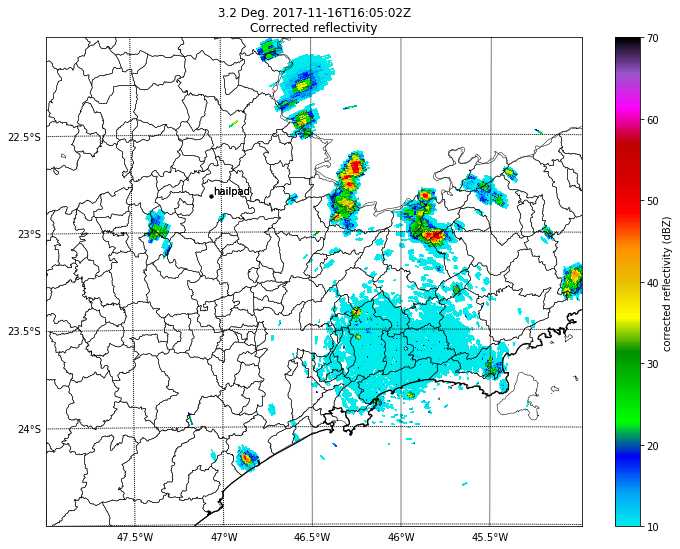 3.2 Deg. 2017-11-16T16:05:02Z
Corrected reflectivity
70
60
50
40
30
20
10
corrected reflectivity (dBZ)
22.5°S
23°S
23.5°S
24°S
hailpad
47.5°W
47°W
46.5°W
46°W
45.5°W